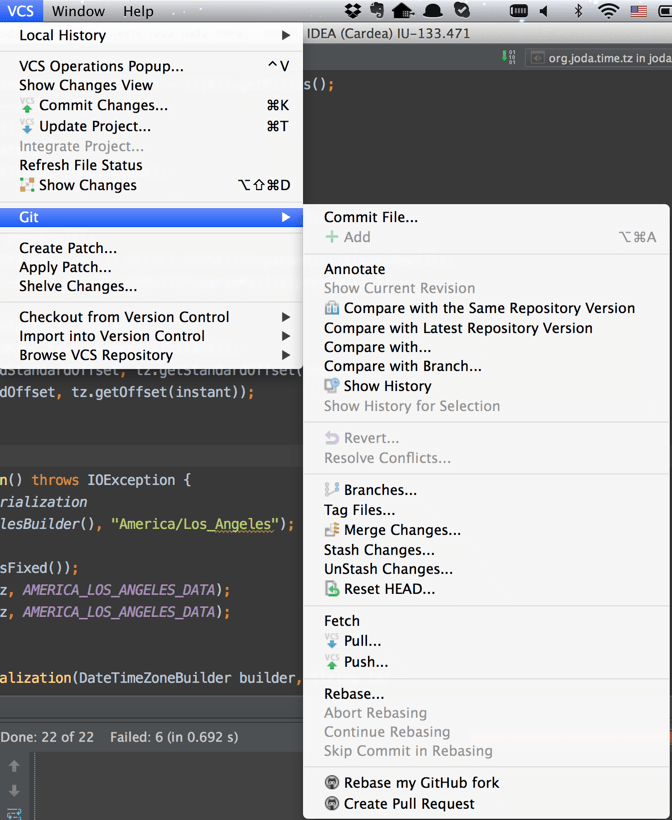 VCS Window Help
IDEA (Cardea) IU-133.471
Local History
org.joda.time.tz in joda
VCS Operations Popup... ^V
Show Changes View
s();
VCS Commit Changes... ⌘K
VCS Update Project... ⌘T
Integrate Project...
Refresh File Status
Show Changes ⌥⇧⌘D
Git
Create Patch...
Apply Patch...
Shelve Changes...
Checkout from Version Control
Import into Version Control
Browse VCS Repository
Commit File...
Add ⌥⌘A
Annotate
Show Current Revision
Compare with the Same Repository Version
Compare with Latest Repository Version
Compare with...
Compare with Branch...
Show History
Show History for Selection
Revert...
Resolve Conflicts...
Branches...
Tag Files...
Merge Changes...
Stash Changes...
UnStash Changes...
Reset HEAD...
Fetch
VCS Pull...
VCS Push...
Rebase...
Abort Rebasing
Continue Rebasing
Skip Commit in Rebasing
Rebase my GitHub fork
Create Pull Request
dStandardOffset, tz.getStandardOffset(
dOffset, tz.getOffset(instant));
n() throws IOException {
rialization
lesBuilder(), "America/Los_Angeles");
sFixed());
z, AMERICA_LOS_ANGELES_DATA);
z, AMERICA_LOS_ANGELES_DATA);
alization(DateTimeZoneBuilder builder,
Done: 22 of 22 Failed: 6 (in 0.692 s)